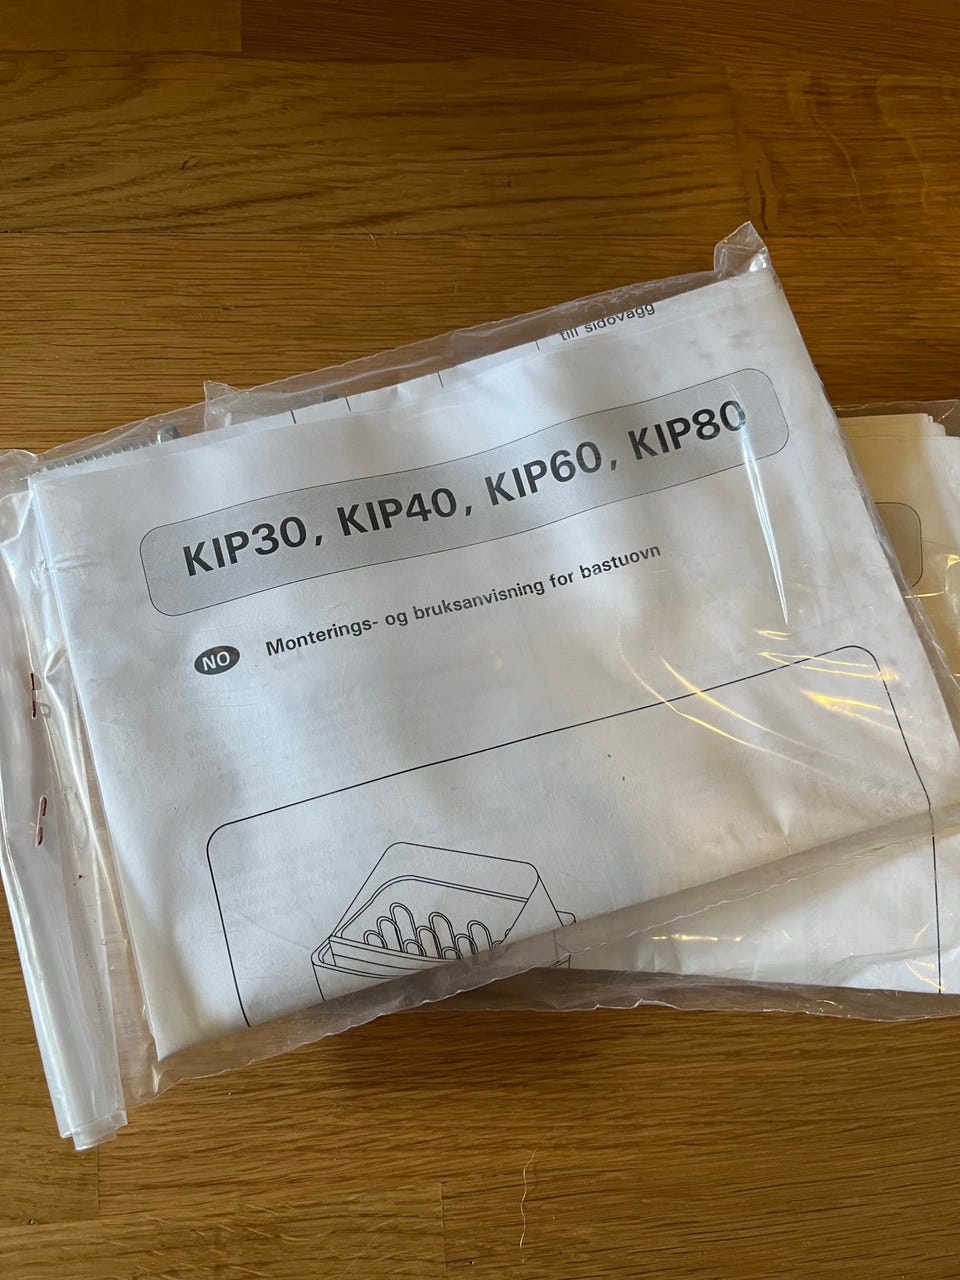 till sidovägg
KIP30, KIP40, KIP60, KIP80
NO Monterings- og bruksanvisning for bastuovn